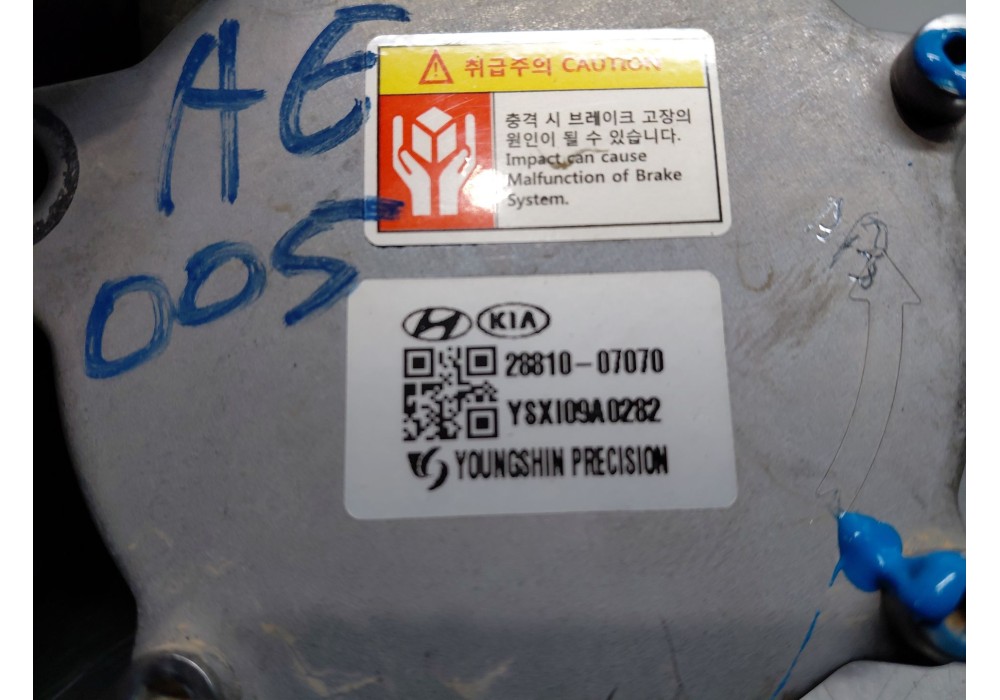 AE
005
취급주의 CAUTION
충격 시 브레이크 고장의
원인이 될 수 있습니다.
Impact can cause
Malfunction of Brake
System.
KIA
28810-07070
YSXI09A0282
YOUNGSHIN PRECISION